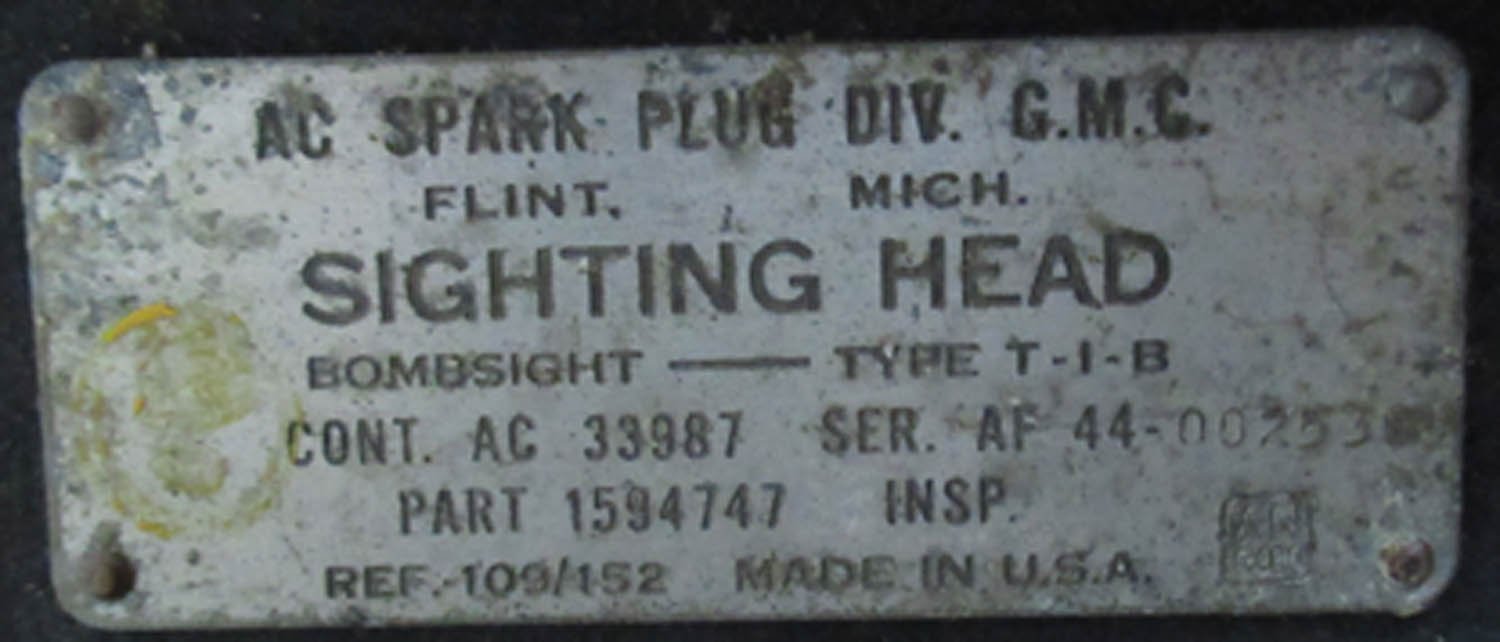 AC SPARK PLUG DIV. G.M.C.
FLINT, MICH.
SIGHTING HEAD
BOMBSIGHT — TYPE T-1-B
CONT. AC 33987 SER. AF 44-
PART 1594747 INSP.
REF.-109/152 MADE IN U.S.A.